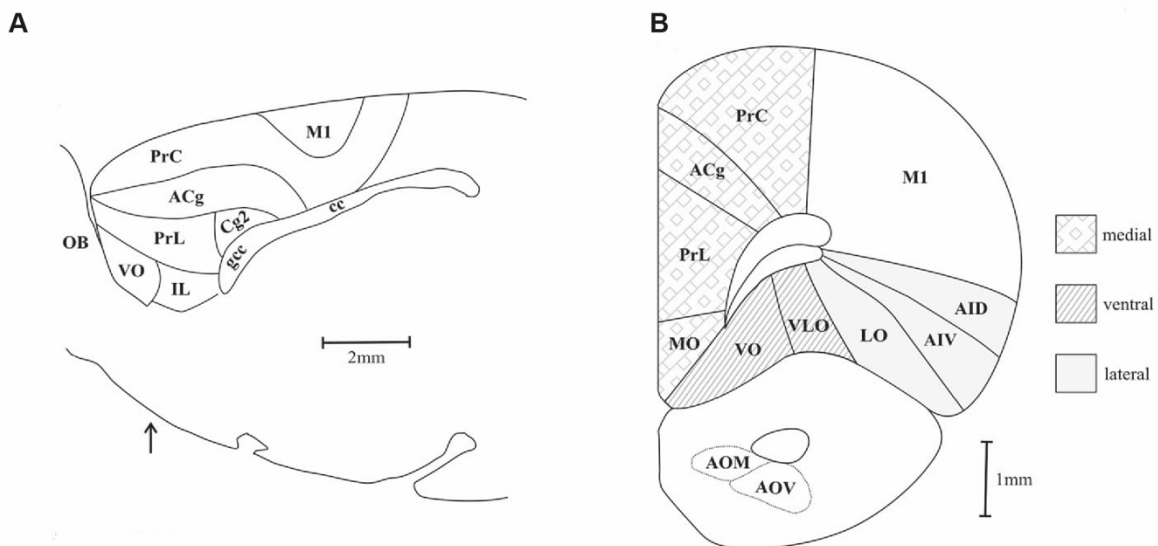 A
M1
PrC
ACg
Cg2
cc
OB
PrL
gcc
VO
IL
2mm
B
PrC
ACg
M1
PrL
medial
ventral
lateral
AID
MO
VO
VLO
LO
AIV
AOM
AOV
1mm